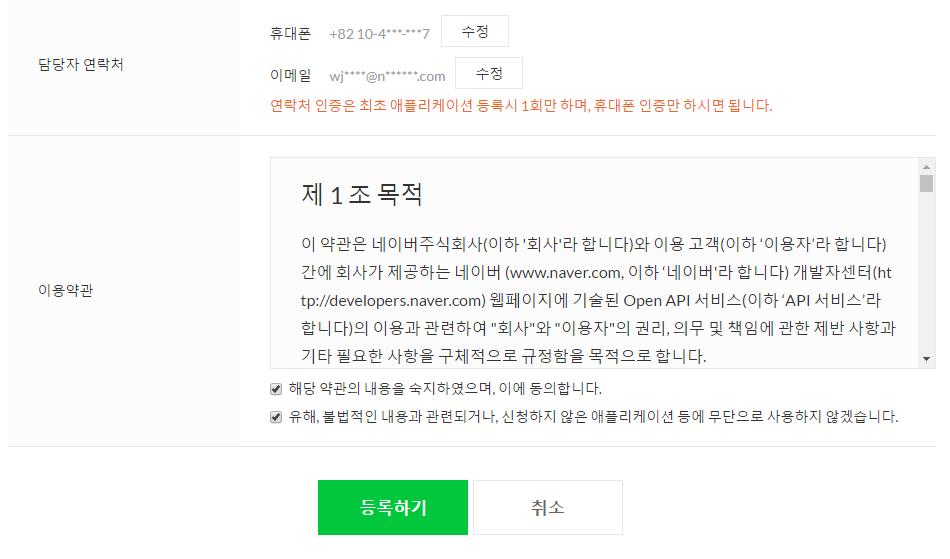 담당자 연락처
휴대폰 +82 10-4***-***7 수정
이메일 wj****@n******.com 수정
연락처 인증은 최초 애플리케이션 등록시 1회만 하며, 휴대폰 인증만 하시면 됩니다.
이용약관
제 1 조 목적
이 약관은 네이버주식회사(이하 '회사'라 합니다)와 이용 고객(이하 ‘이용자’라 합니다)
간에 회사가 제공하는 네이버 (www.naver.com, 이하 ‘네이버'라 합니다) 개발자센터(ht
tp://developers.naver.com) 웹페이지에 기술된 Open API 서비스(이하 ‘API 서비스’라
합니다)의 이용과 관련하여 "회사"와 "이용자"의 권리, 의무 및 책임에 관한 제반 사항과
기타 필요한 사항을 구체적으로 규정함을 목적으로 합니다.
해당 약관의 내용을 숙지하였으며, 이에 동의합니다.
유해, 불법적인 내용과 관련되거나, 신청하지 않은 애플리케이션 등에 무단으로 사용하지 않겠습니다.
등록하기 취소